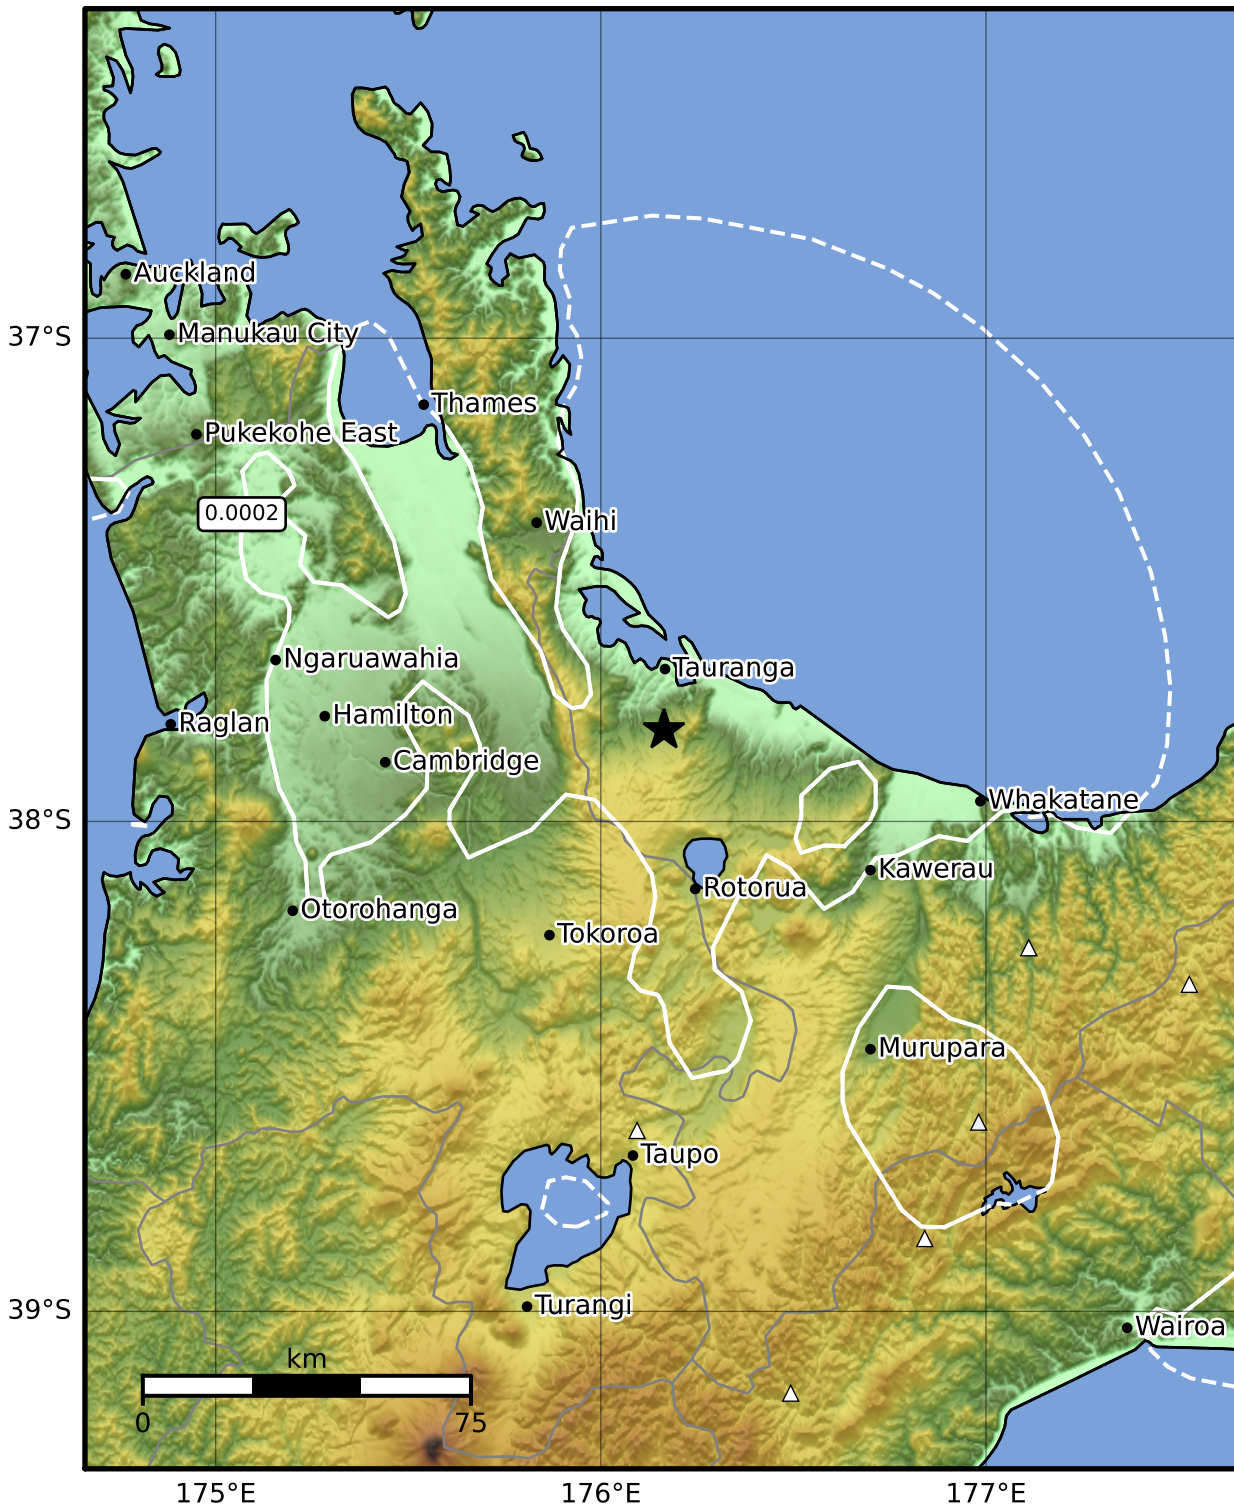 Auckland
37°S
Manukau City
Thames
Pukekohe East
0.0002
Waihi
Ngaruawahia
Tauranga
Raglan
Hamilton
Cambridge
38°S
Whakatane
Kawerau
Rotorua
Otorohanga
Tokoroa
Murupara
Taupo
39°S
Turangi
Wairoa
km
0
75
175°E
176°E
177°E